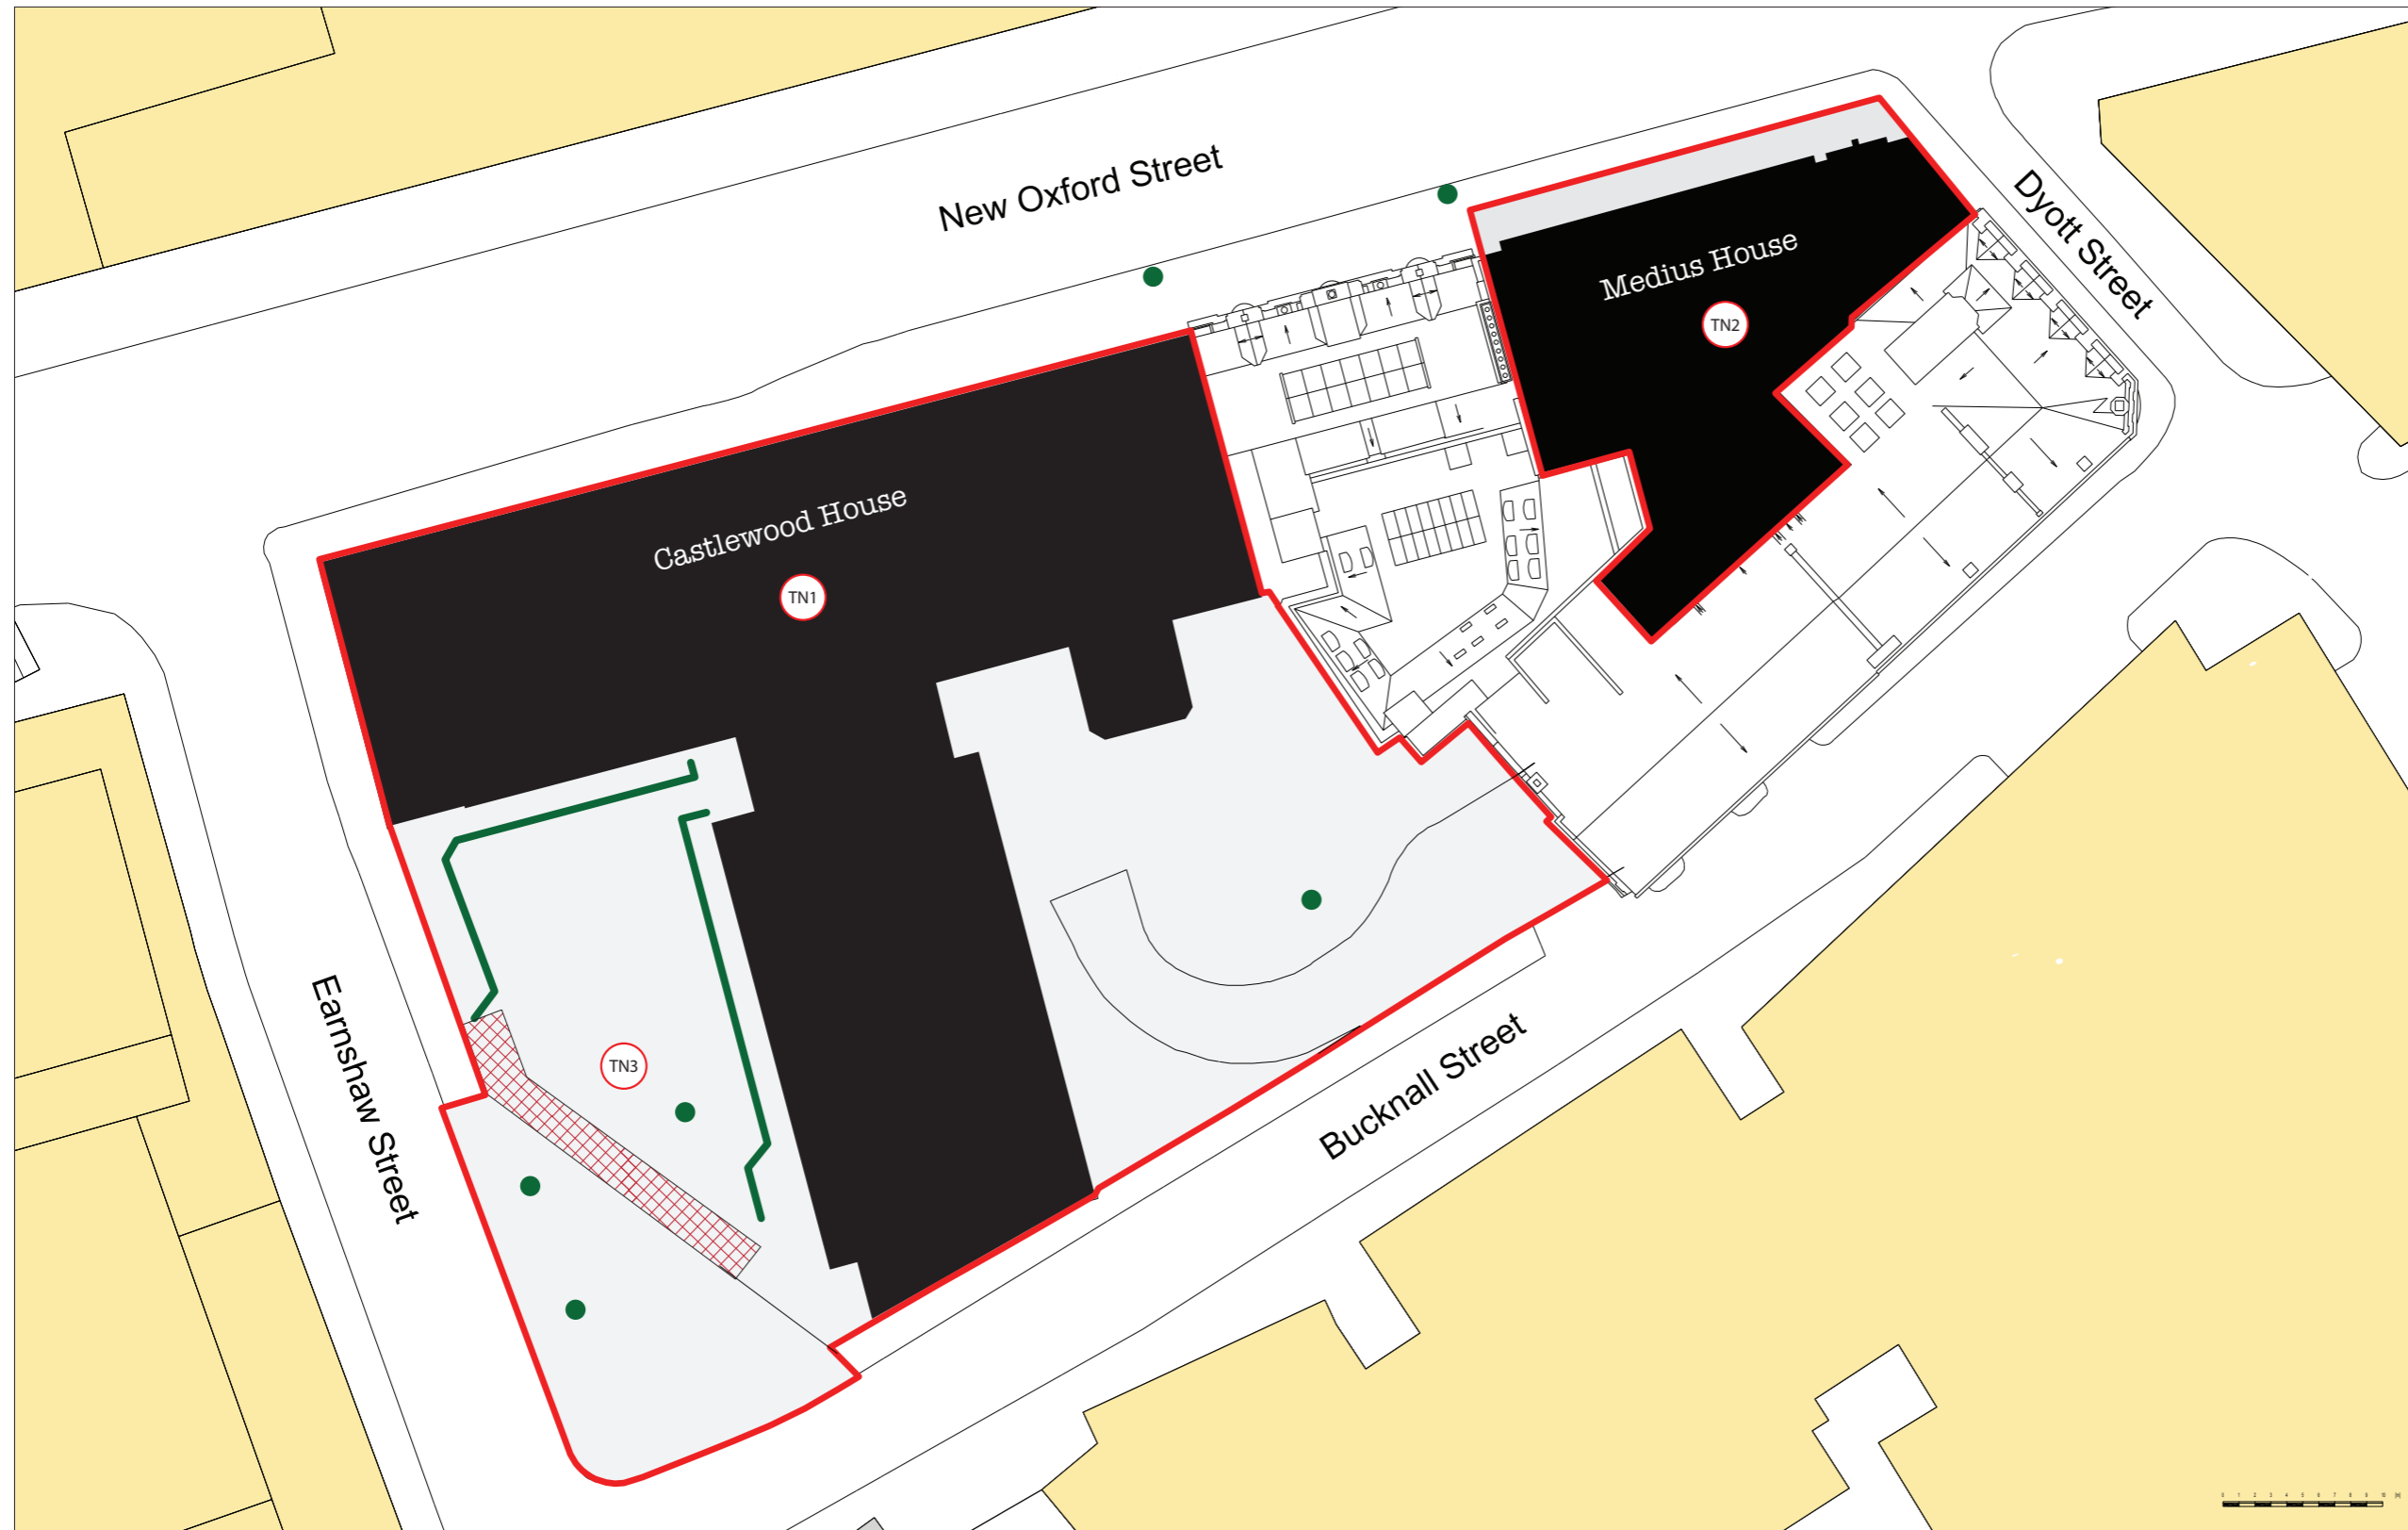 New Oxford Street
Dyott Street
Medius House
TN2
Castlewood House
TN1
Earnshaw Street
TN3
Bucknall Street